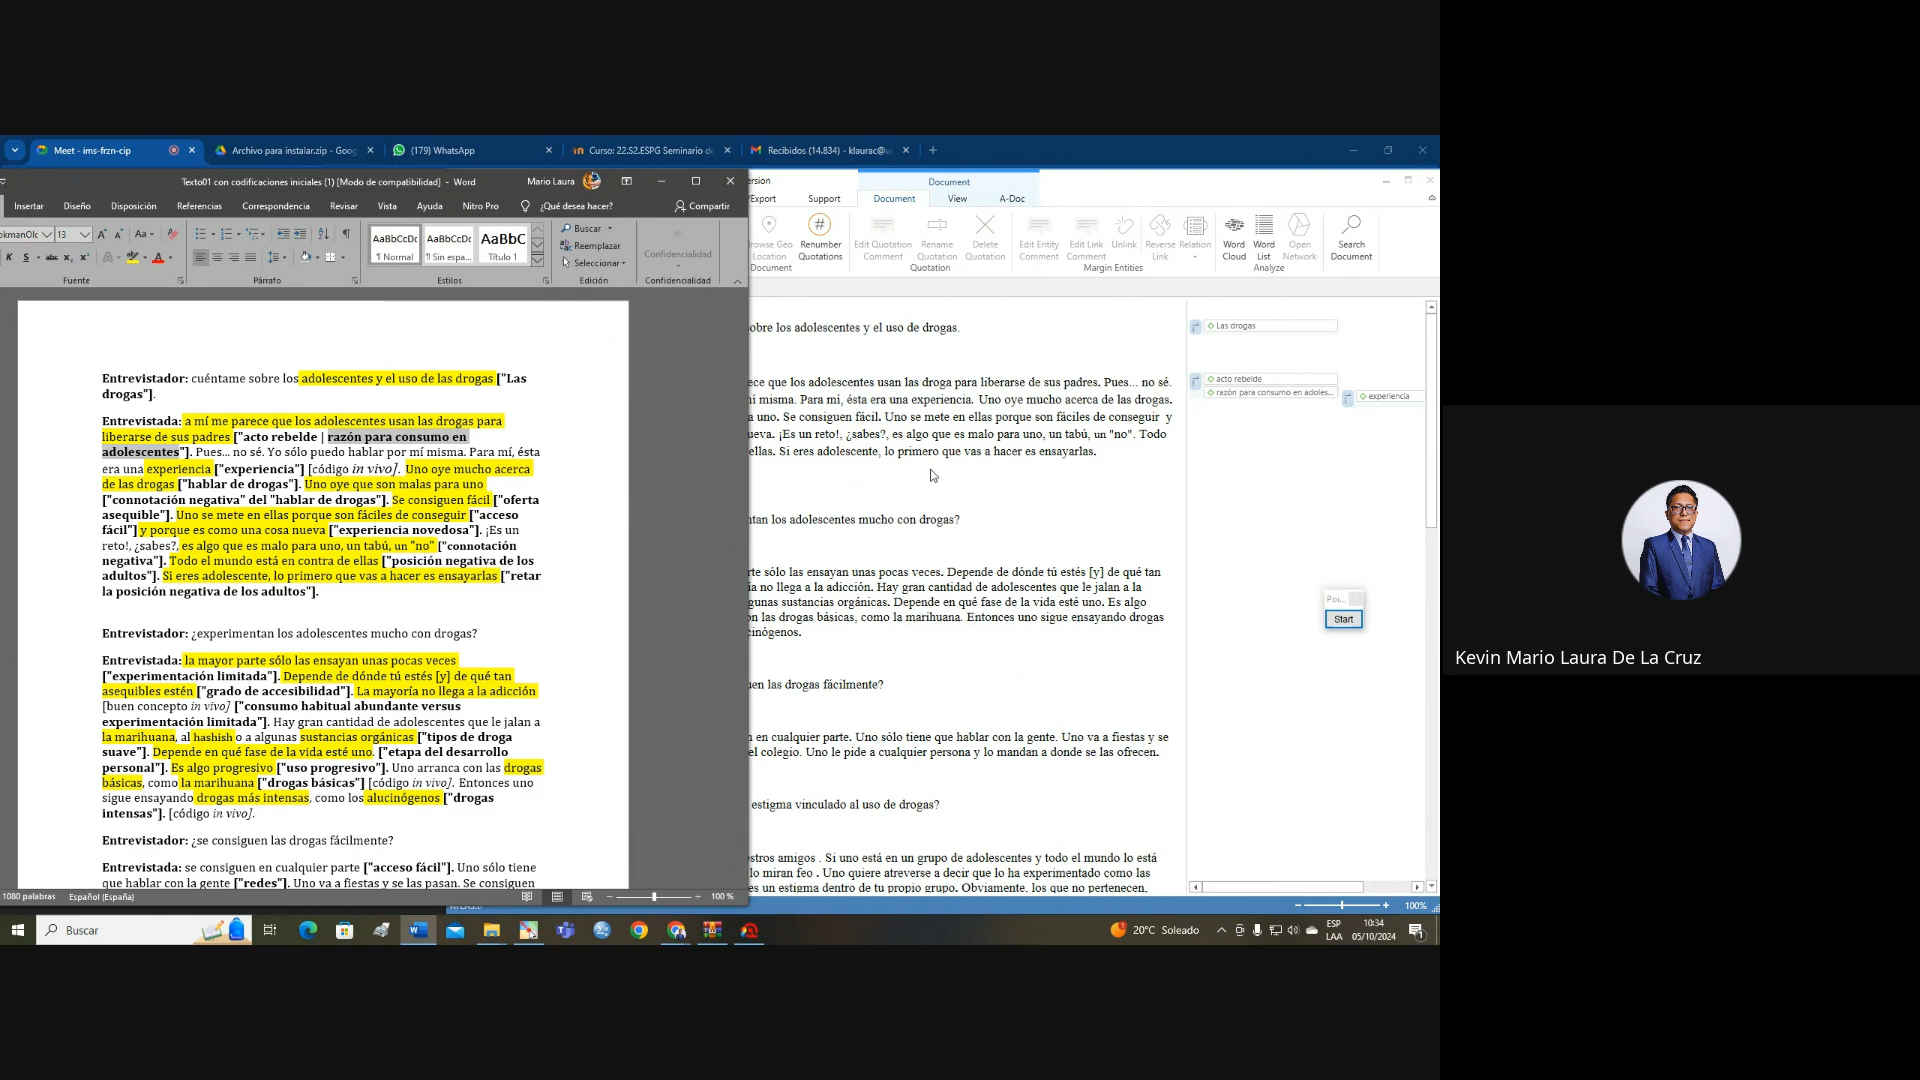 Meet - ims-frzn-cip
Archivo para instalar.zip - Goog
(179) WhatsApp
Curso: 22.S2.ESPG Seminario de
Recibidos (14.834) - klaurac@u
Texto01 con codificaciones iniciales (1) [Modo de compatibilidad] - Word
Mario Laura
Insertar
Diseño
Disposición
Referencias
Correspondencia
Revisar
Vista
Ayuda
Nitro Pro
¿Qué desea hacer?
Compartir
13
AaBbCcDc
AaBbCcDc
AaBbC
¶ Normal
¶ Sin espa...
Título 1
Buscar
Reemplazar
Seleccionar
Confidencialidad
Fuente
Párrafo
Estilos
Edición
Confidencialidad
Entrevistador: cuéntame sobre los adolescentes y el uso de las drogas ["Las
drogas"].
Entrevistada: a mí me parece que los adolescentes usan las drogas para
liberarse de sus padres ["acto rebelde | razón para consumo en
adolescentes"]. Pues... no sé. Yo sólo puedo hablar por mí misma. Para mí, ésta
era una experiencia ["experiencia"] [código in vivo]. Uno oye mucho acerca
de las drogas ["hablar de drogas"]. Uno oye que son malas para uno
["connotación negativa" del "hablar de drogas"]. Se consiguen fácil ["oferta
asequible"]. Uno se mete en ellas porque son fáciles de conseguir ["acceso
fácil"] y porque es como una cosa nueva ["experiencia novedosa"]. ¡Es un
reto!, ¿sabes?, es algo que es malo para uno, un tabú, un "no" ["connotación
negativa"]. Todo el mundo está en contra de ellas ["posición negativa de los
adultos"]. Si eres adolescente, lo primero que vas a hacer es ensayarlas ["retar
la posición negativa de los adultos"].
Entrevistador: ¿experimentan los adolescentes mucho con drogas?
Entrevistada: la mayor parte sólo las ensayan unas pocas veces
["experimentación limitada"]. Depende de dónde tú estés [y] de qué tan
asequibles estén ["grado de accesibilidad"]. La mayoría no llega a la adicción
[buen concepto in vivo] ["consumo habitual abundante versus
experimentación limitada"]. Hay gran cantidad de adolescentes que le jalan a
la marihuana, al hashish o a algunas sustancias orgánicas ["tipos de droga
suave"]. Depende en qué fase de la vida esté uno. ["etapa del desarrollo
personal"]. Es algo progresivo ["uso progresivo"]. Uno arranca con las drogas
básicas, como la marihuana ["drogas básicas"] [código in vivo]. Entonces uno
sigue ensayando drogas más intensas, como los alucinógenos ["drogas
intensas"]. [código in vivo].
Entrevistador: ¿se consiguen las drogas fácilmente?
Entrevistada: se consiguen en cualquier parte ["acceso fácil"]. Uno sólo tiene
que hablar con la gente ["redes"]. Uno va a fiestas y se las pasan. Se consiguen
1080 palabras
Español (España)
100 %
Document
Support
Document
View
A-Doc
Renumber
Quotations
Edit Quotation
Comment
Rename
Quotation
Delete
Quotation
Edit Entity
Comment
Edit Link
Comment
Unlink
Reverse
Link
Relation
Word
Cloud
Word
List
Open
Network
Search
Document
Document
Quotation
Margin Entities
Analyze
los adolescentes y el uso de drogas.
que los adolescentes usan las droga para liberarse de sus padres. Pues... no sé.
misma. Para mí, ésta era una experiencia. Uno oye mucho acerca de las drogas.
uno. Se consiguen fácil. Uno se mete en ellas porque son fáciles de conseguir y
¡Es un reto!, ¿sabes?, es algo que es malo para uno, un tabú, un "no". Todo
ellas. Si eres adolescente, lo primero que vas a hacer es ensayarlas.
los adolescentes mucho con drogas?
sólo las ensayan unas pocas veces. Depende de dónde tú estés [y] de qué tan
no llega a la adicción. Hay gran cantidad de adolescentes que le jalan a la
sustancias orgánicas. Depende en qué fase de la vida esté uno. Es algo
las drogas básicas, como la marihuana. Entonces uno sigue ensayando drogas
las drogas fácilmente?
en cualquier parte. Uno sólo tiene que hablar con la gente. Uno va a fiestas y se
el colegio. Uno le pide a cualquier persona y lo mandan a donde se las ofrecen.
estigma vinculado al uso de drogas?
amigos . Si uno está en un grupo de adolescentes y todo el mundo lo está
lo miran feo . Uno quiere atreverse a decir que lo ha experimentado como las
es un estigma dentro de tu propio grupo. Obviamente, los que no pertenecen,
Las drogas
acto rebelde
razón para consumo en adoles...
experiencia
Poi...
Start
100%
Buscar
20°C Soleado
ESP
LAA
10:34
05/10/2024
1
Kevin Mario Laura De La Cruz